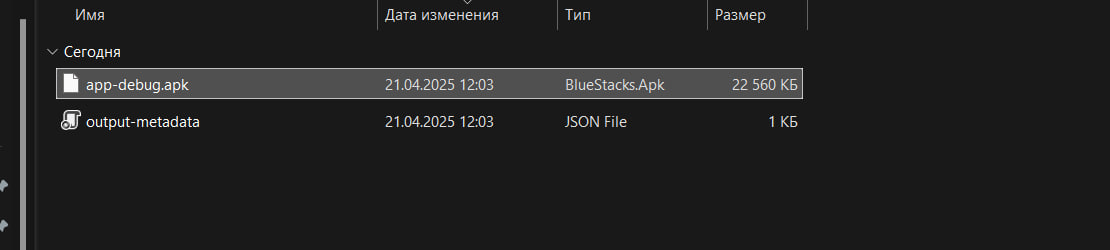 Имя Дата изменения Тип Размер
Сегодня
app-debug.apk 21.04.2025 12:03 BlueStacks.Apk 22 560 КБ
output-metadata 21.04.2025 12:03 JSON File 1 КБ